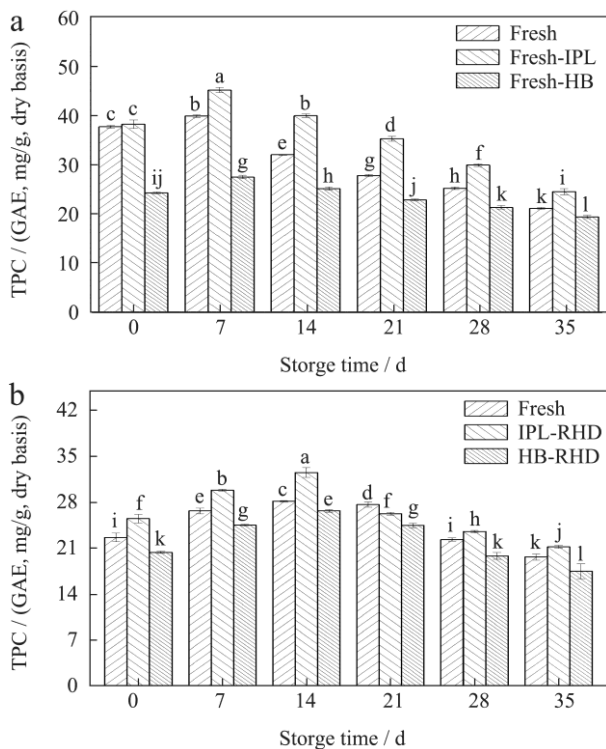 a
TPC / (GAE, mg/g, dry basis)
60
50
40
30
20
10
0
Fresh
Fresh-IPL
Fresh-HB
c c ij
b a g
e b h
g d j
h f k
j i l
0 7 14 21 28 35
Storge time / d
b
TPC / (GAE, mg/g, dry basis)
42
35
28
21
14
7
0
Fresh
IPL-RHD
HB-RHD
i f k
e b g
c a e
d f g
i h k
k j l
0 7 14 21 28 35
Storge time / d